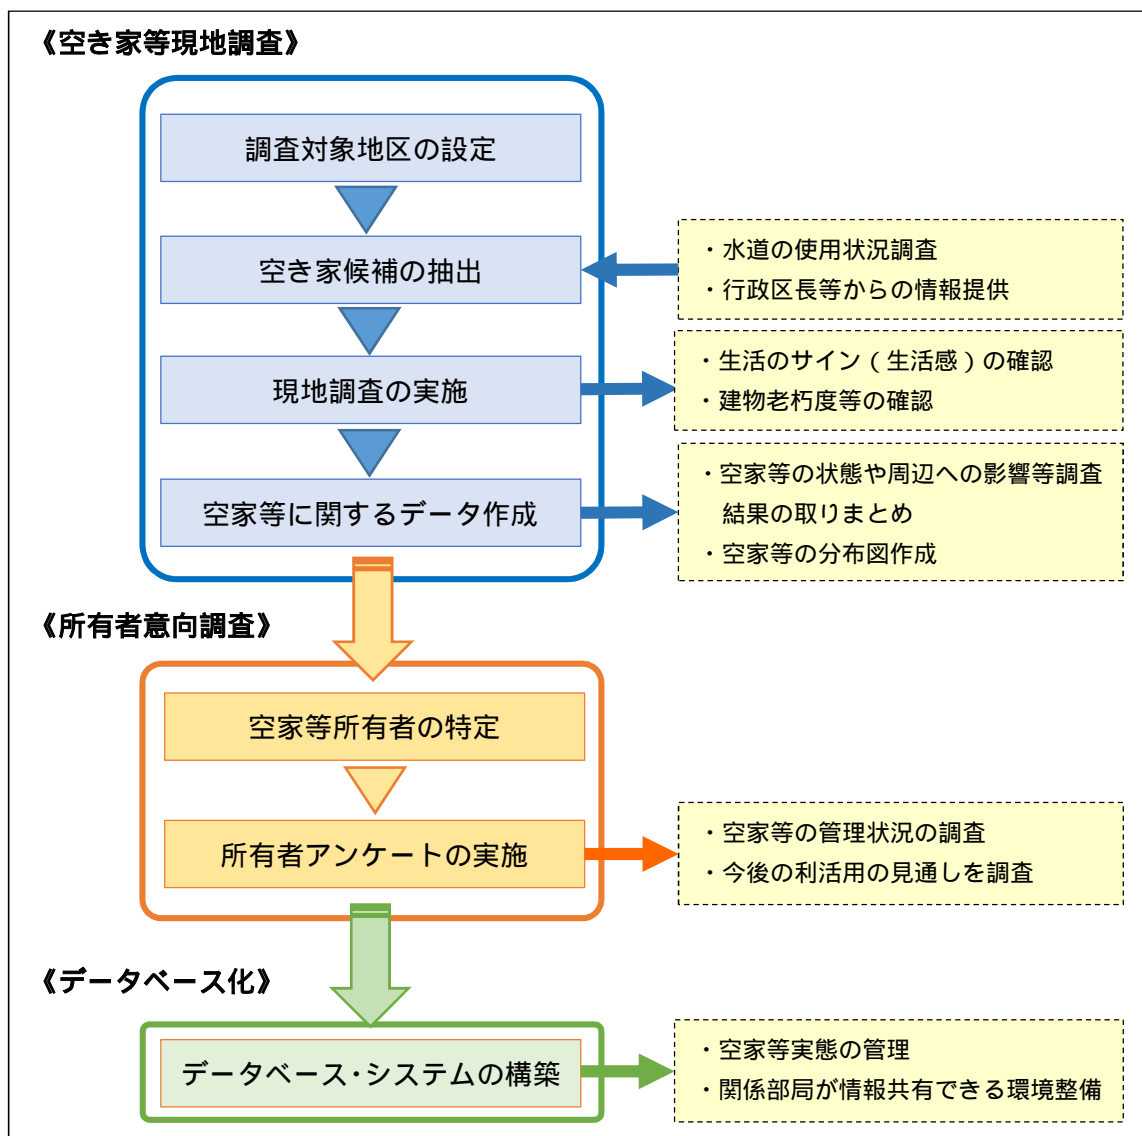 《空き家等現地調査》
調査対象地区の設定
空き家候補の抽出
・水道の使用状況調査
・行政区長等からの情報提供
現地調査の実施
・生活のサイン（生活感）の確認
・建物老朽度等の確認
空家等に関するデータ作成
・空家等の状態や周辺への影響等調査
結果の取りまとめ
・空家等の分布図作成
《所有者意向調査》
空家等所有者の特定
所有者アンケートの実施
・空家等の管理状況の調査
・今後の利活用の見通しを調査
《データベース化》
データベース・システムの構築
・空家等実態の管理
・関係部局が情報共有できる環境整備